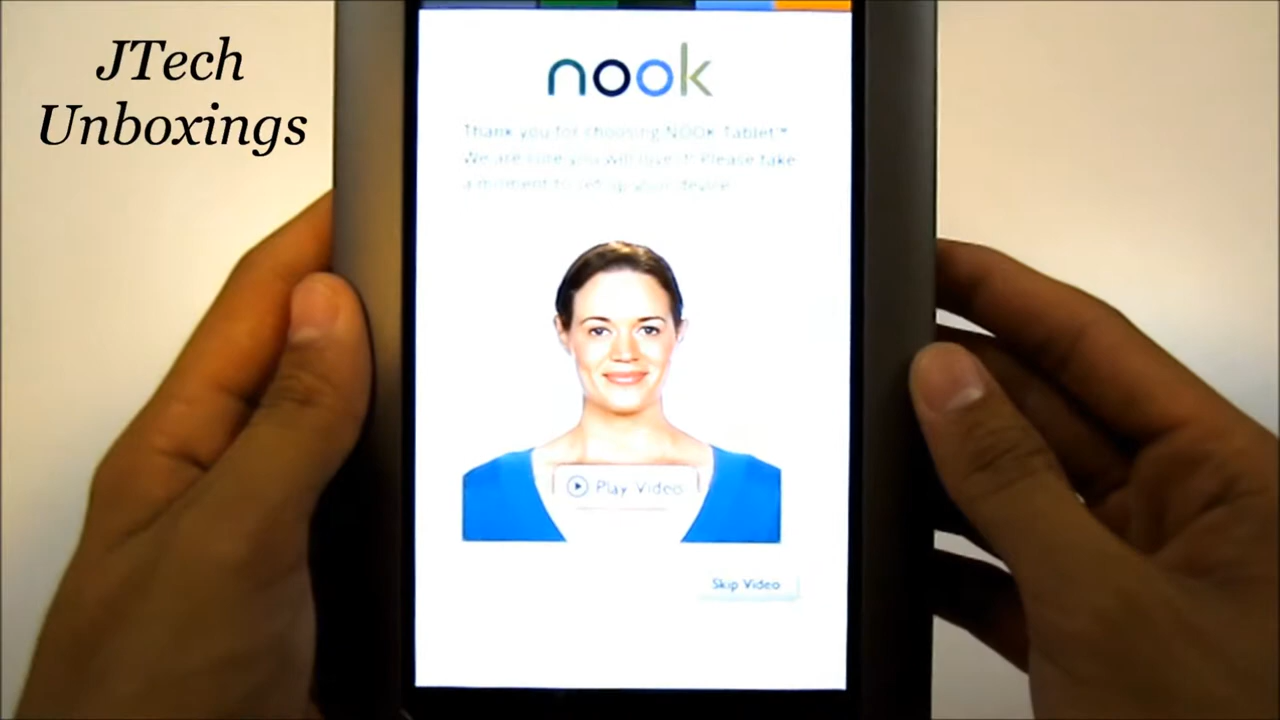 JTech
Unboxings
nook
Thank you for choosing NOOK Tablet™
We are sure you will love it! Please take
a moment to set up your device.
Play Video
Skip Video